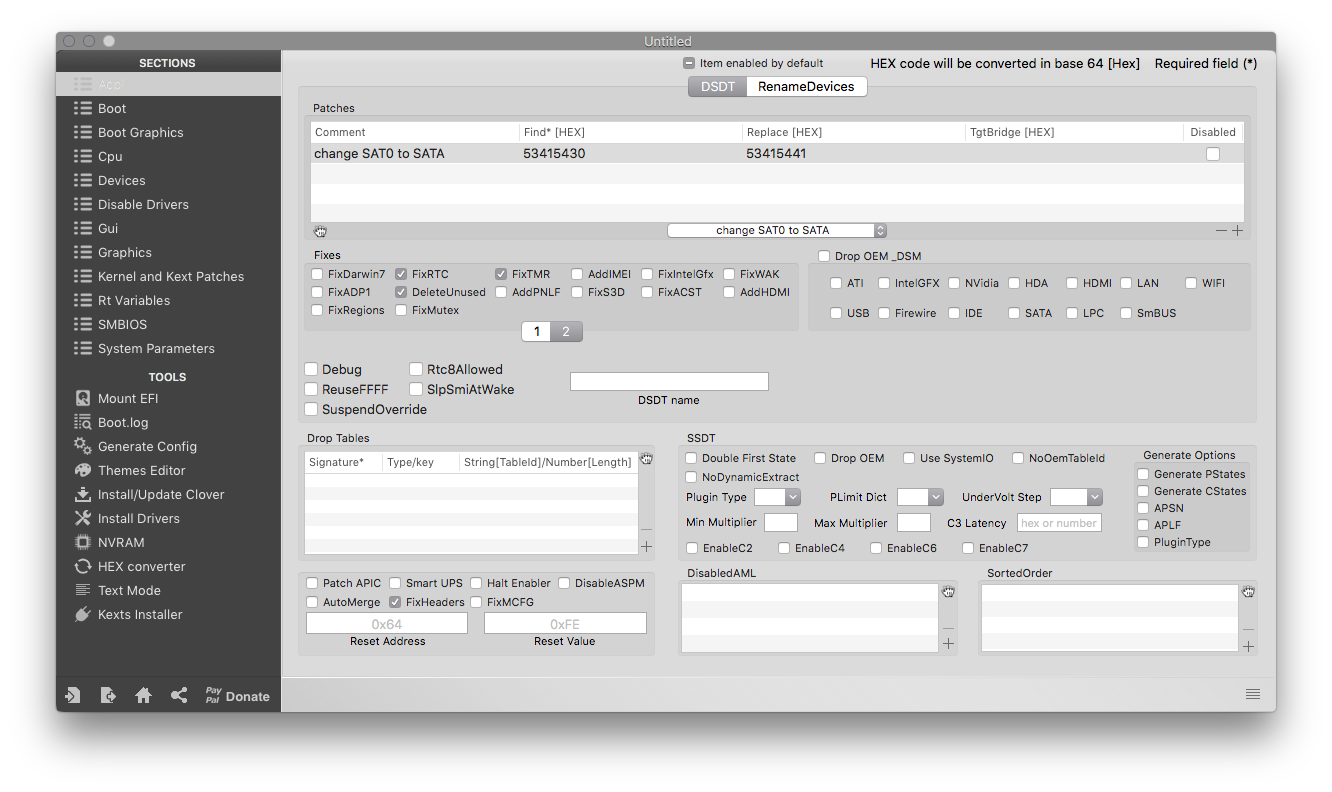 Untitled
SECTIONS
Acpi
Boot
Boot Graphics
Cpu
Devices
Disable Drivers
Gui
Graphics
Kernel and Kext Patches
Rt Variables
SMBIOS
System Parameters
TOOLS
Mount EFI
Boot.log
Generate Config
Themes Editor
Install/Update Clover
Install Drivers
NVRAM
HEX converter
Text Mode
Kexts Installer
Pay
Pal
Donate
Item enabled by default HEX code will be converted in base 64 [Hex] Required field (*)
DSDT RenameDevices
Patches
Comment Find* [HEX] Replace [HEX] TgtBridge [HEX] Disabled
change SAT0 to SATA 53415430 53415441
change SAT0 to SATA
Fixes
FixDarwin7 FixRTC FixTMR AddIMEI FixIntelGfx FixWAK
FixADP1 DeleteUnused AddPNLF FixS3D FixACST AddHDMI
FixRegions FixMutex
1 2
Drop OEM _DSM
ATI IntelGFX NVidia HDA HDMI LAN WIFI
USB Firewire IDE SATA LPC SmBUS
Debug Rtc8Allowed
ReuseFFFF SlpSmiAtWake
SuspendOverride
DSDT name
Drop Tables
Signature* Type/key String[TableId]/Number[Length]
SSDT
Double First State Drop OEM Use SystemIO NoOemTableId
NoDynamicExtract
Plugin Type PLimit Dict UnderVolt Step
Min Multiplier Max Multiplier C3 Latency hex or number
EnableC2 EnableC4 EnableC6 EnableC7
Generate Options
Generate PStates
Generate CStates
APSN
APLF
PluginType
Patch APIC Smart UPS Halt Enabler DisableASPM
AutoMerge FixHeaders FixMCFG
0x64 0xFE
Reset Address Reset Value
DisabledAML
SortedOrder